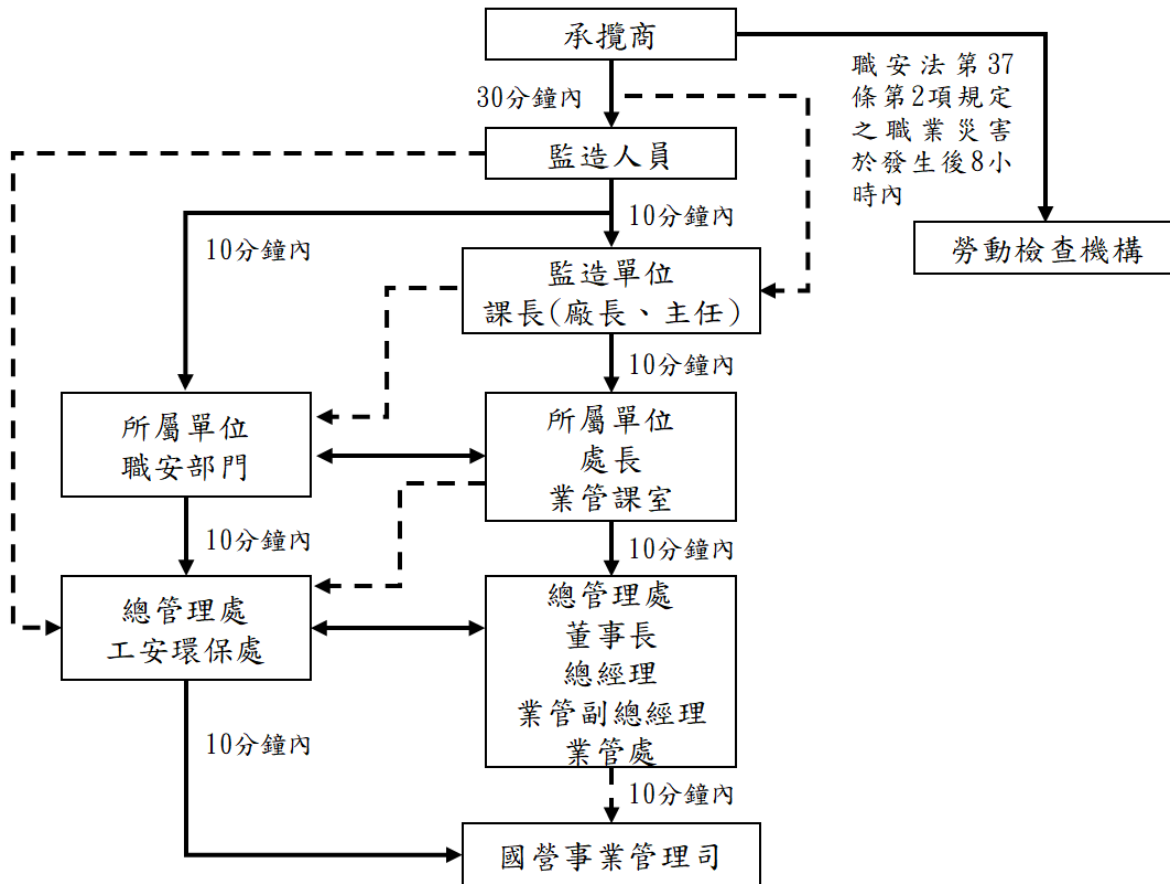 承攬商
30分鐘內
職安法第37
條第2項規定
之職業災害
於發生後8小
時內
監造人員
10分鐘內
10分鐘內
勞動檢查機構
監造單位
課長(廠長、主任)
10分鐘內
所屬單位
職安部門
所屬單位
處長
業管課室
10分鐘內
10分鐘內
總管理處
工安環保處
總管理處
董事長
總經理
業管副總經理
業管處
10分鐘內
10分鐘內
國營事業管理司